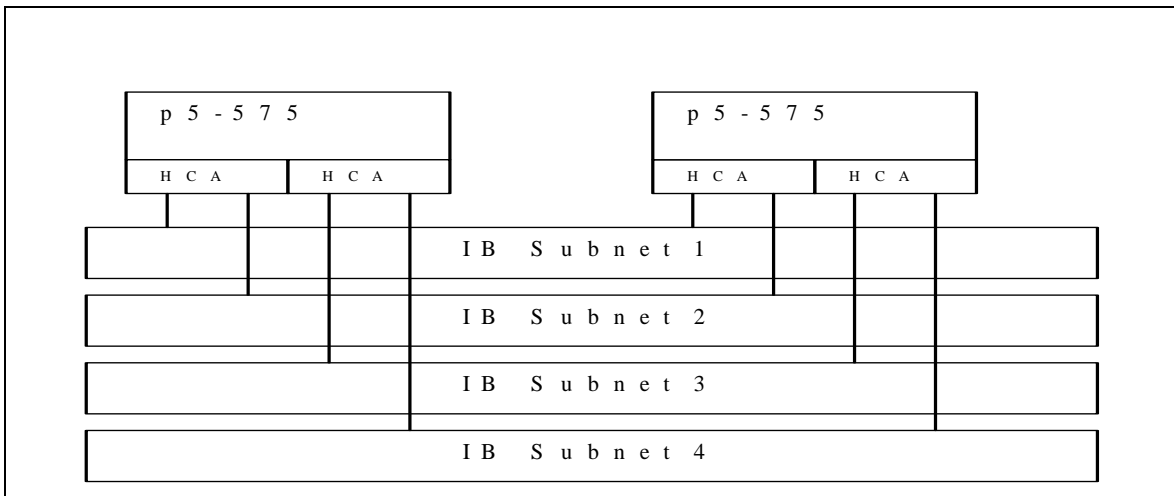 p5-575 p5-575
HCA HCA HCA HCA
IB Subnet 1
IB Subnet 2
IB Subnet 3
IB Subnet 4